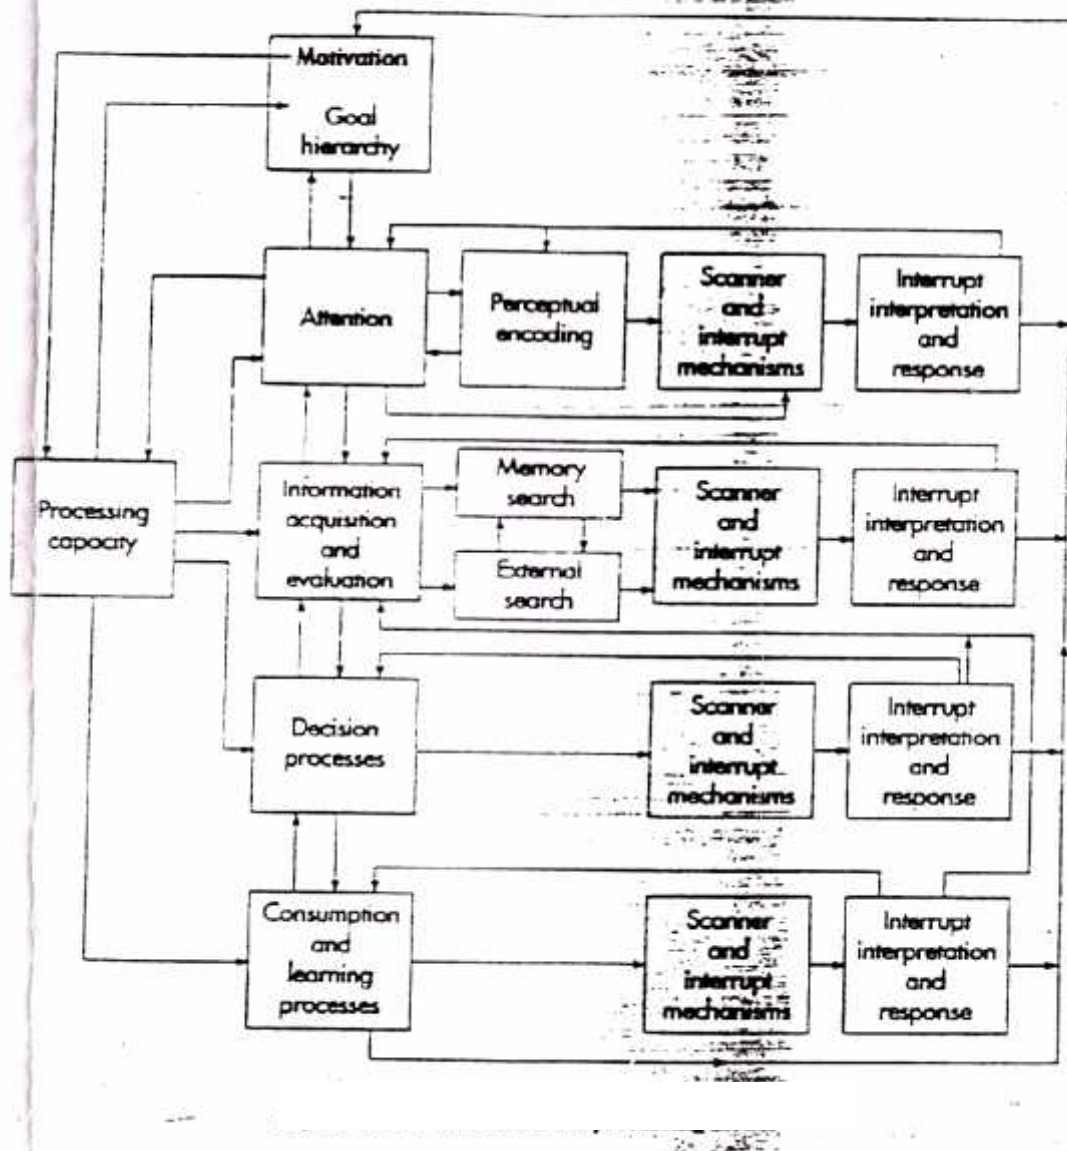 Motivation
Goal
hierarchy
Attention
Perceptual
encoding
Scanner
and
interrupt
mechanisms
Interrupt
interpretation
and
response
Processing
capacity
Information
acquisition
and
evaluation
Memory
search
External
search
Scanner
and
interrupt
mechanisms
Interrupt
interpretation
and
response
Decision
processes
Scanner
and
interrupt
mechanisms
Interrupt
interpretation
and
response
Consumption
and
learning
processes
Scanner
and
interrupt
mechanisms
Interrupt
interpretation
and
response